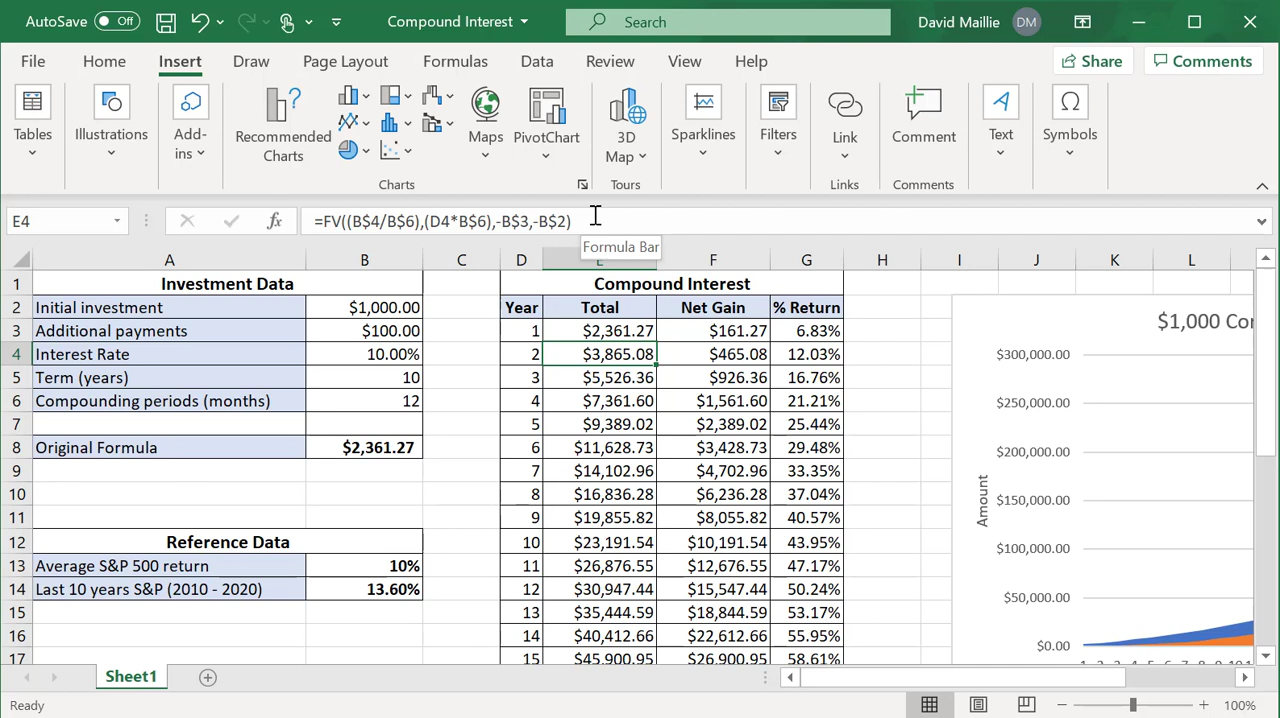 AutoSave Off Compound Interest Search David Maillie DM
File Home Insert Draw Page Layout Formulas Data Review View Help Share Comments
Tables Illustrations Add-ins Recommended Charts Maps PivotChart 3D Map Sparklines Filters Link Comment Text Symbols
Charts Tours Links Comments
E4 fx =FV((B$4/B$6),(D4*B$6),-B$3,-B$2)
Formula Bar
A B C D E F G H I J K L
1 Investment Data Compound Interest
2 Initial investment $1,000.00 Year Total Net Gain % Return
3 Additional payments $100.00 1 $2,361.27 $161.27 6.83%
4 Interest Rate 10.00% 2 $3,865.08 $465.08 12.03%
5 Term (years) 10 3 $5,526.36 $926.36 16.76%
6 Compounding periods (months) 12 4 $7,361.60 $1,561.60 21.21%
7 5 $9,389.02 $2,389.02 25.44%
8 Original Formula $2,361.27 6 $11,628.73 $3,428.73 29.48%
9 7 $14,102.96 $4,702.96 33.35%
10 8 $16,836.28 $6,236.28 37.04%
11 9 $19,855.82 $8,055.82 40.57%
12 Reference Data 10 $23,191.54 $10,191.54 43.95%
13 Average S&P 500 return 10% 11 $26,876.55 $12,676.55 47.17%
14 Last 10 years S&P (2010 - 2020) 13.60% 12 $30,947.44 $15,547.44 50.24%
15 13 $35,444.59 $18,844.59 53.17%
16 14 $40,412.66 $22,612.66 55.95%
17 15 $45,900.95 $26,900.95 58.61%
$1,000 Cor
$300,000.00
$250,000.00
$200,000.00
$150,000.00
$100,000.00
$50,000.00
$0.00
Amount
Sheet1
Ready 100%